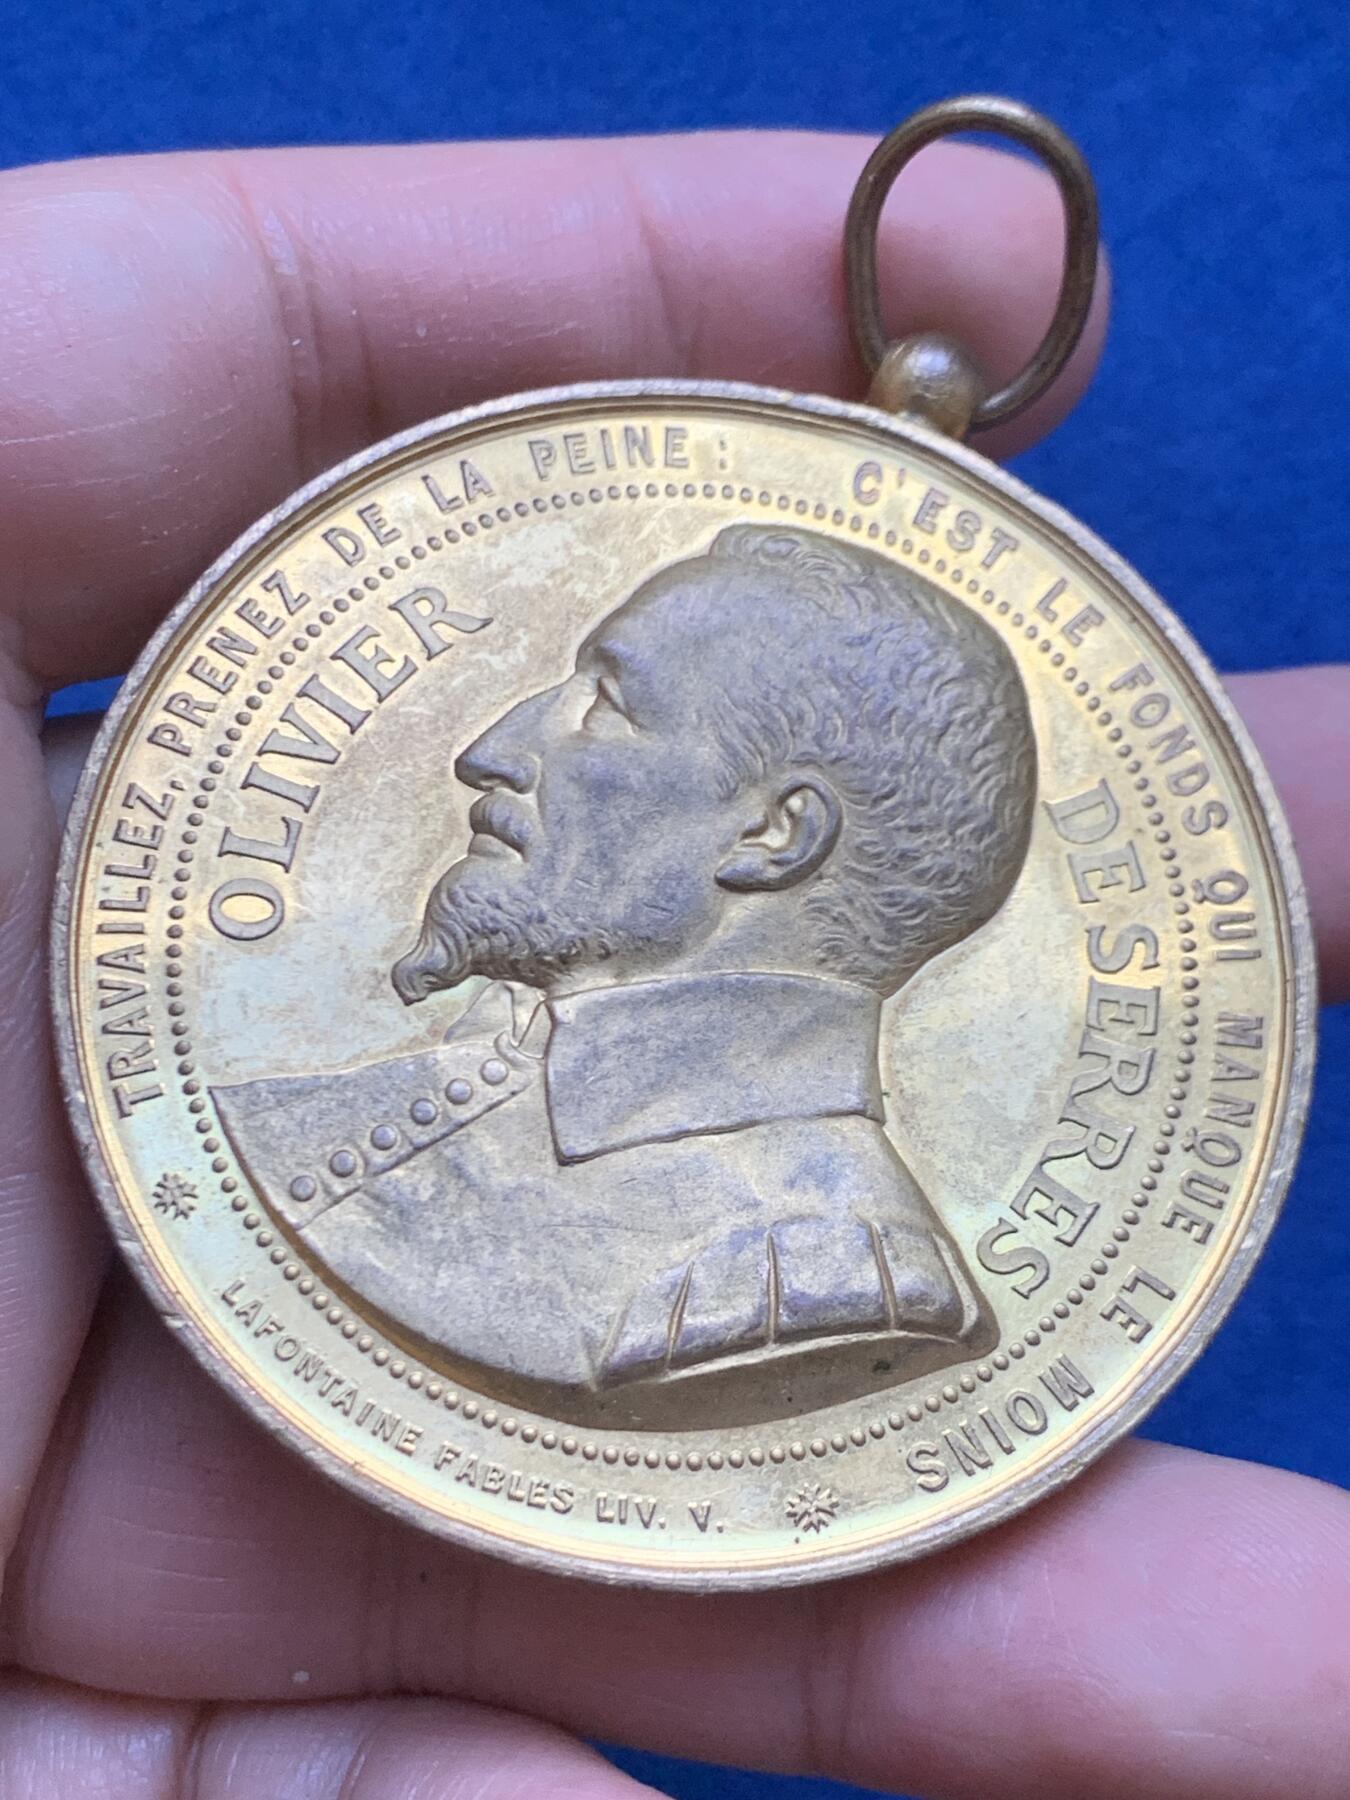 TRAVAILLEZ, PRENEZ DE LA PEINE : C'EST LE FONDS QUI MANQUE LE MOINS
OLIVIER DE SERRES
LAFONTAINE FABLES LIV. V.